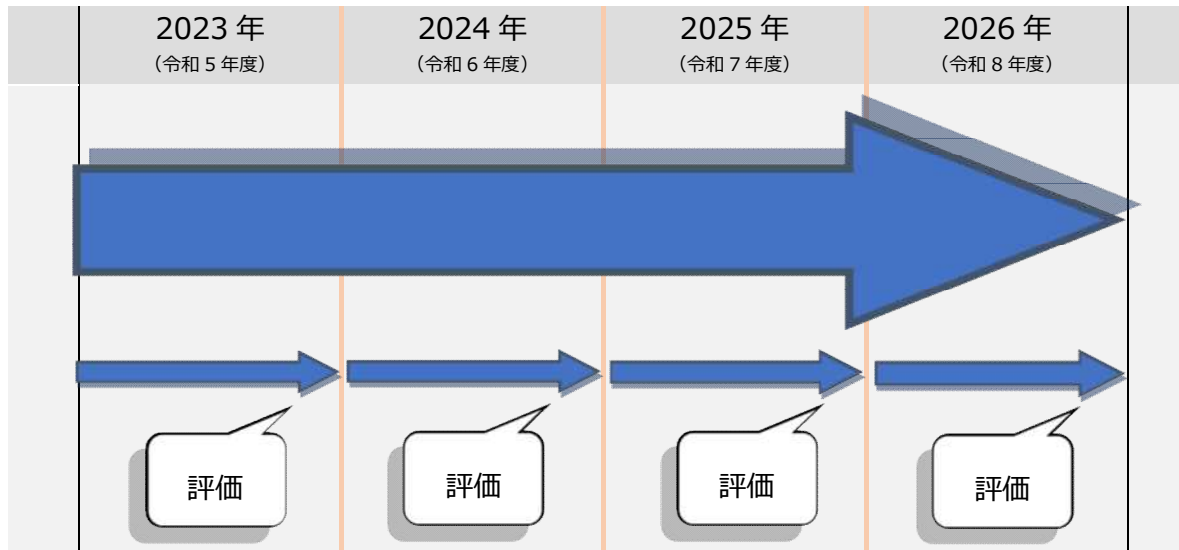 2023 年
（令和 5 年度）
2024 年
（令和 6 年度）
2025 年
（令和 7 年度）
2026 年
（令和 8 年度）
評価
評価
評価
評価